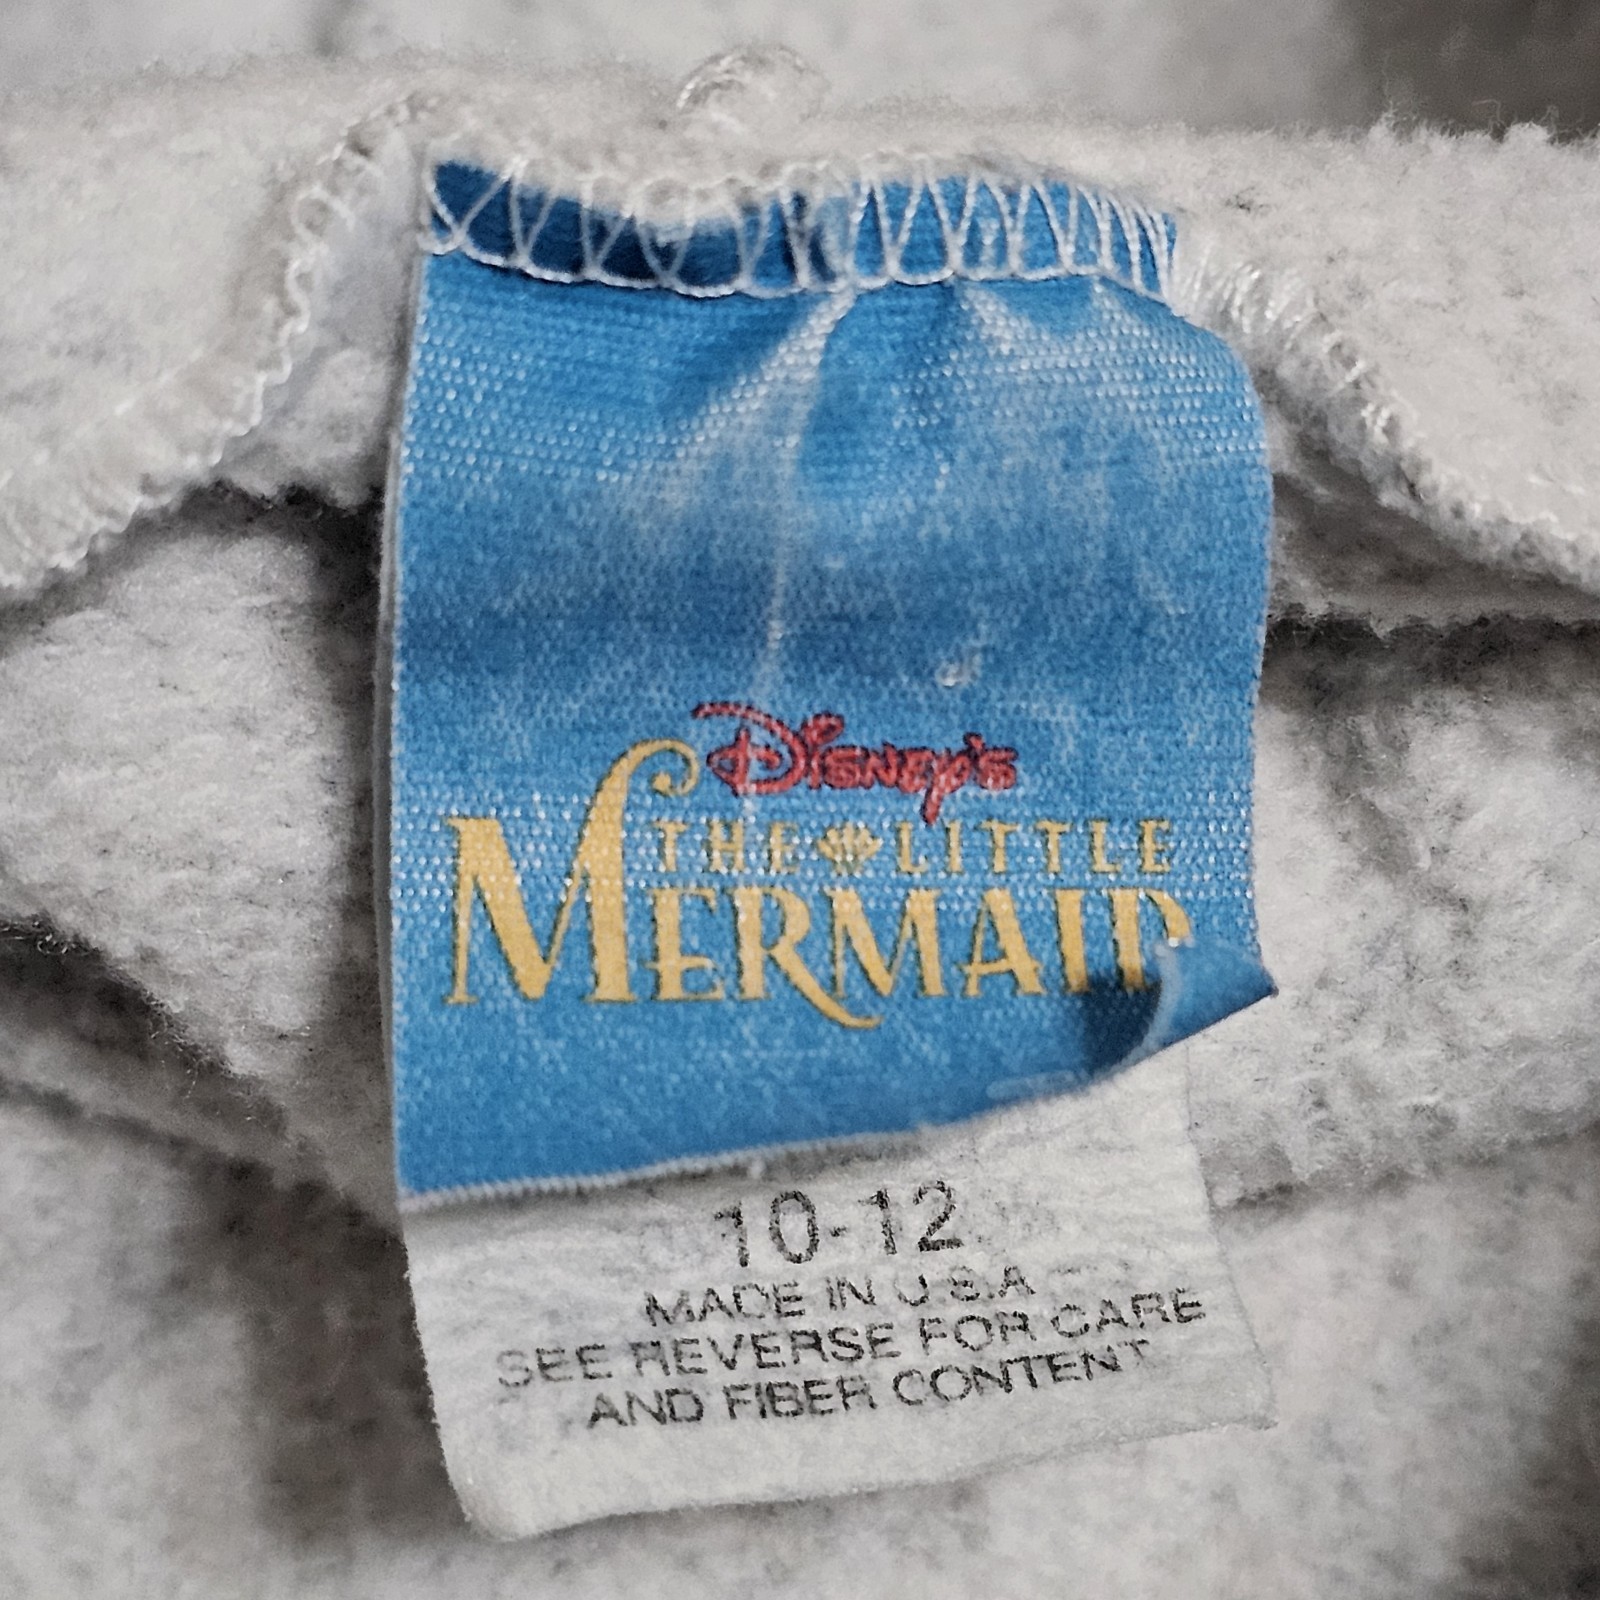 Disney's
THE LITTLE
MERMAID
10-12
MADE IN U.S.A
SEE REVERSE FOR CARE
AND FIBER CONTENT